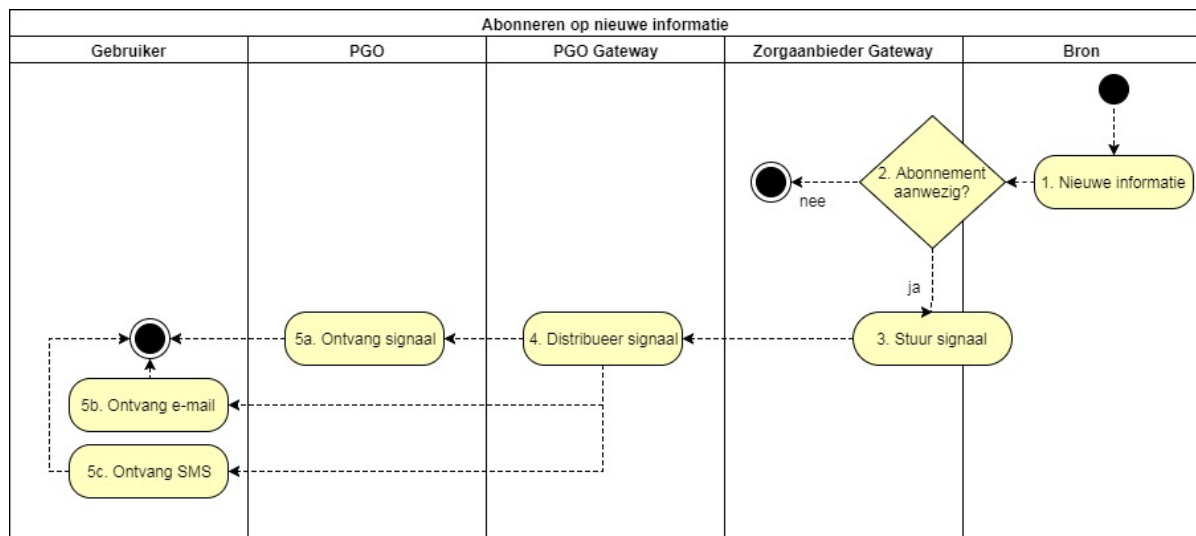 Abonneren op nieuwe informatie
Gebruiker
PGO
PGO Gateway
Zorgaanbieder Gateway
Bron
2. Abonnement
aanwezig?
1. Nieuwe informatie
nee
ja
5a. Ontvang signaal
4. Distribueer signaal
3. Stuur signaal
5b. Ontvang e-mail
5c. Ontvang SMS